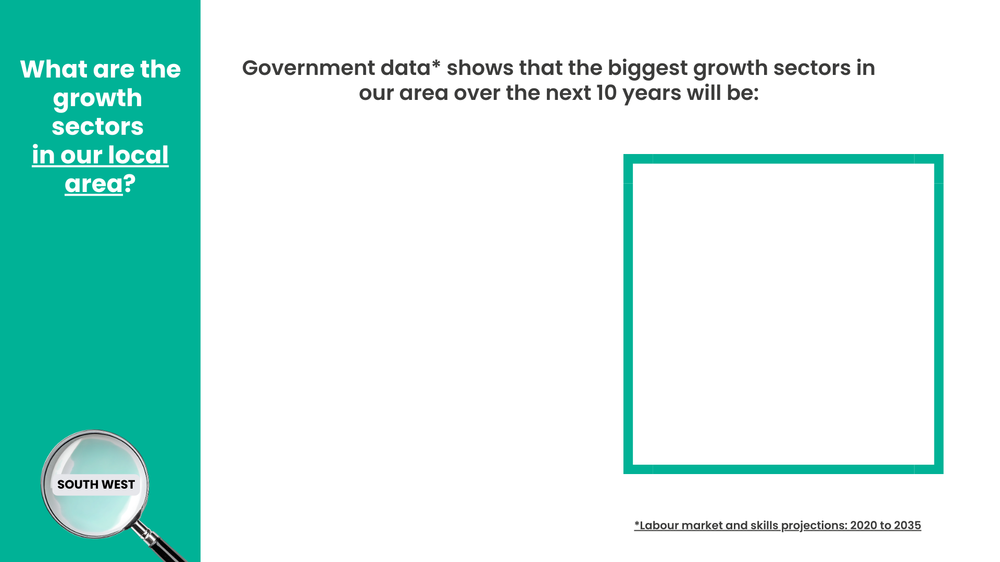 What are the
growth
sectors
in our local
area?
SOUTH WEST
Government data* shows that the biggest growth sectors in
our area over the next 10 years will be:
*Labour market and skills projections: 2020 to 2035